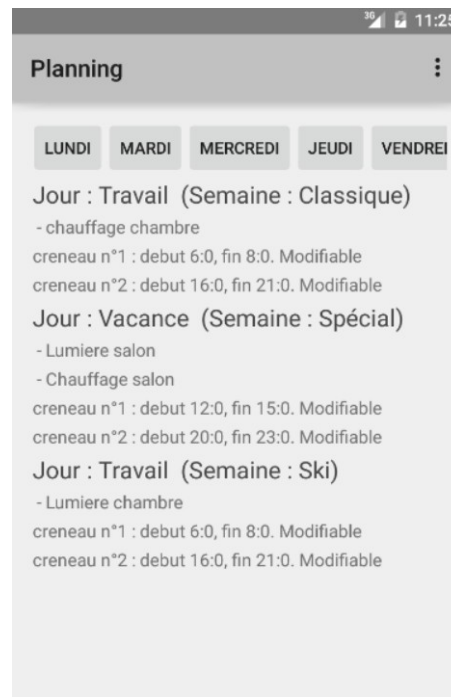 3G 11:25
Planning
LUNDI MARDI MERCREDI JEUDI VENDREI
Jour : Travail (Semaine : Classique)
- chauffage chambre
creneau n°1 : debut 6:0, fin 8:0. Modifiable
creneau n°2 : debut 16:0, fin 21:0. Modifiable
Jour : Vacance (Semaine : Spécial)
- Lumiere salon
- Chauffage salon
creneau n°1 : debut 12:0, fin 15:0. Modifiable
creneau n°2 : debut 20:0, fin 23:0. Modifiable
Jour : Travail (Semaine : Ski)
- Lumiere chambre
creneau n°1 : debut 6:0, fin 8:0. Modifiable
creneau n°2 : debut 16:0, fin 21:0. Modifiable